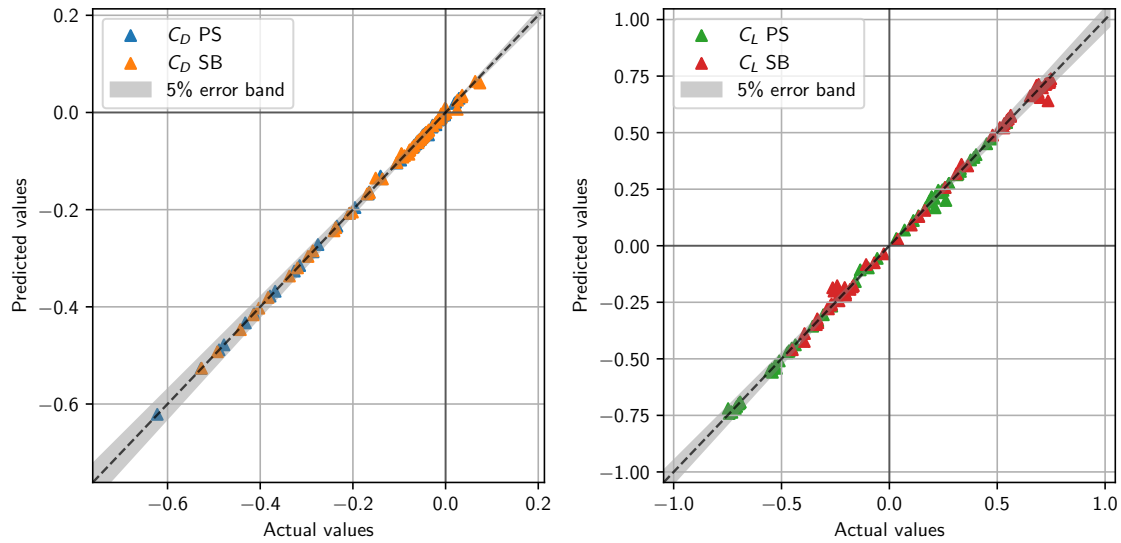 0.2
0.0
−0.2
−0.4
−0.6
Predicted values
C_D PS
C_D SB
5% error band
−0.6
−0.4
−0.2
0.0
0.2
Actual values
1.00
0.75
0.50
0.25
0.00
−0.25
−0.50
−0.75
−1.00
Predicted values
C_L PS
C_L SB
5% error band
−1.0
−0.5
0.0
0.5
1.0
Actual values